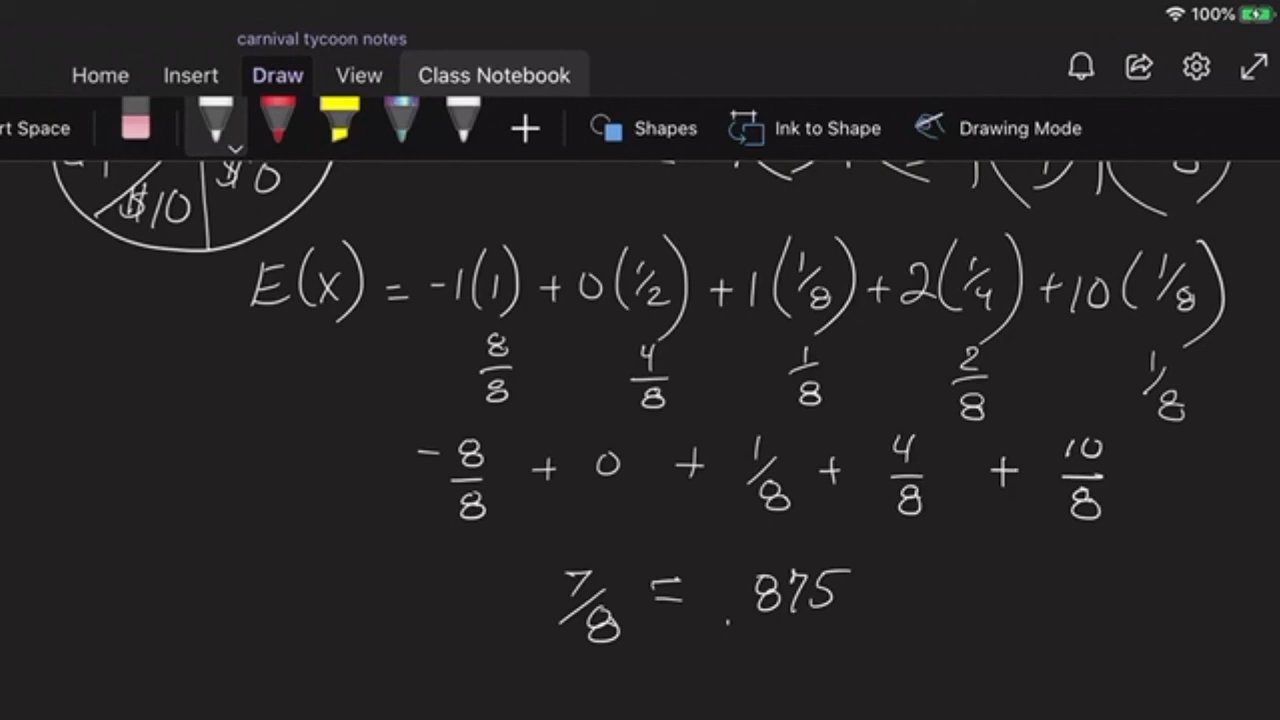 100%
carnival tycoon notes
Home Insert Draw View Class Notebook
rt Space Shapes Ink to Shape Drawing Mode
$10 $0
E(x) = -1(1) + 0(1/2) + 1(1/8) + 2(1/4) + 10(1/8)
8/8 4/8 1/8 2/8 1/8
-8/8 + 0 + 1/8 + 4/8 + 10/8
7/8 = .875